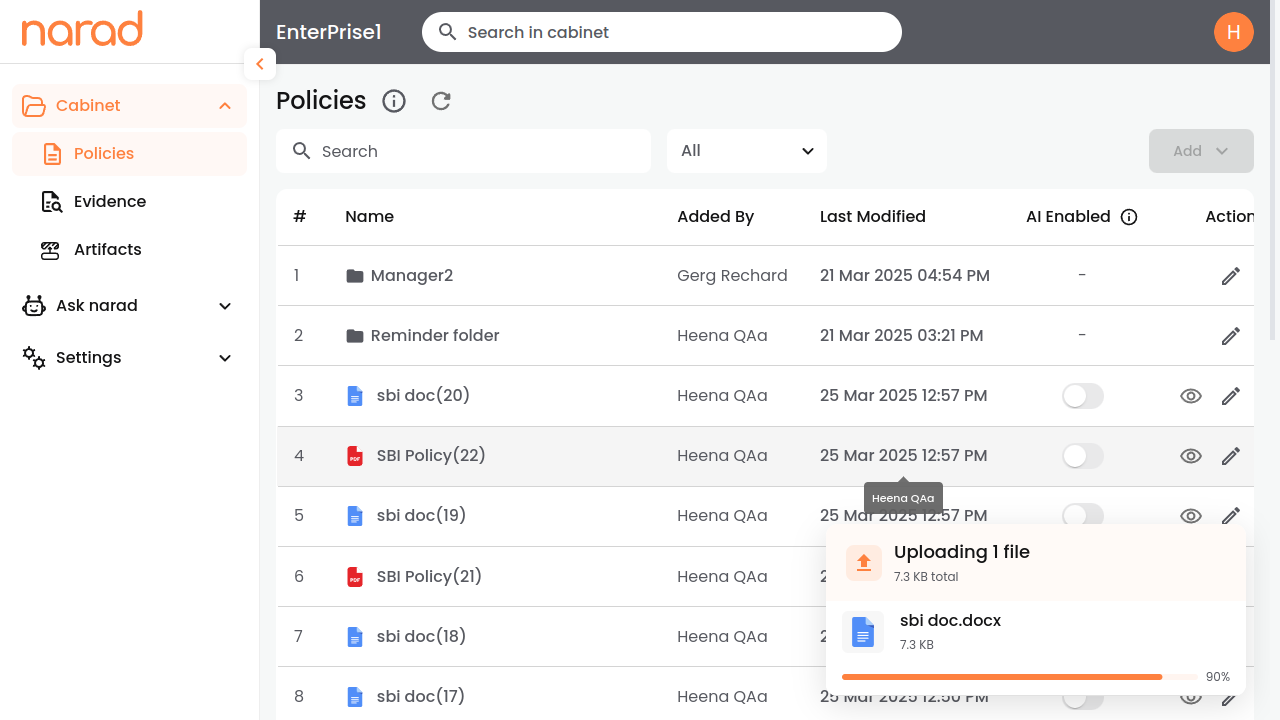 narad
EnterPrise1
Search in cabinet
H
Cabinet
Policies
Evidence
Artifacts
Ask narad
Settings
Policies
Search
All
Add
# Name Added By Last Modified AI Enabled Action
1 Manager2 Gerg Rechard 21 Mar 2025 04:54 PM -
2 Reminder folder Heena QAa 21 Mar 2025 03:21 PM -
3 sbi doc(20) Heena QAa 25 Mar 2025 12:57 PM
4 PDF SBI Policy(22) Heena QAa 25 Mar 2025 12:57 PM
Heena QAa
5 sbi doc(19) Heena QAa 25 Mar 2025 12:57 PM
6 PDF SBI Policy(21) Heena QAa 2
7 sbi doc(18) Heena QAa 2
8 sbi doc(17) Heena QAa 25 Mar 2025 12:50 PM
Uploading 1 file
7.3 KB total
sbi doc.docx
7.3 KB
90%